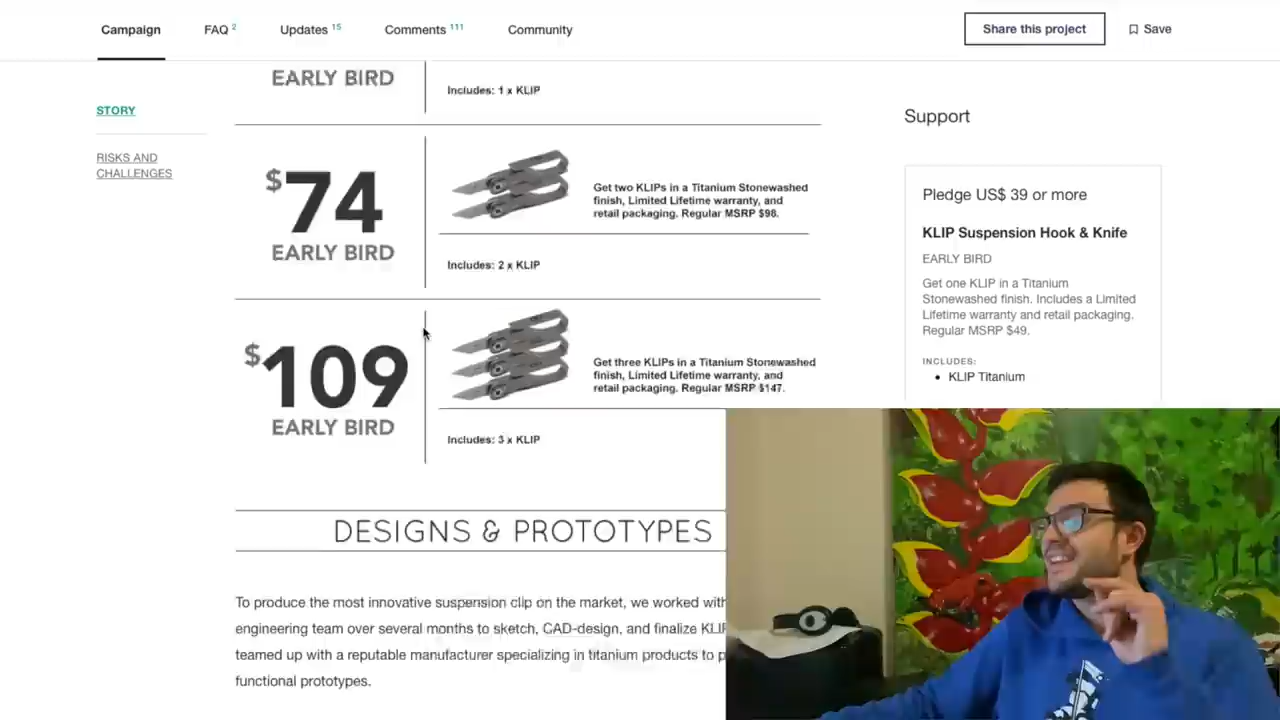 Campaign
FAQ 2
Updates 15
Comments 111
Community
Share this project
Save
STORY
RISKS AND
CHALLENGES
EARLY BIRD
Includes: 1 x KLIP
$74
EARLY BIRD
Get two KLIPs in a Titanium Stonewashed
finish, Limited Lifetime warranty, and
retail packaging. Regular MSRP $98.
Includes: 2 x KLIP
$109
EARLY BIRD
Get three KLIPs in a Titanium Stonewashed
finish, Limited Lifetime warranty, and
retail packaging. Regular MSRP $147.
Includes: 3 x KLIP
DESIGNS & PROTOTYPES
To produce the most innovative suspension clip on the market, we worked with
engineering team over several months to sketch, CAD-design, and finalize
teamed up with a reputable manufacturer specializing in titanium products to
functional prototypes.
Support
Pledge US$ 39 or more
KLIP Suspension Hook & Knife
EARLY BIRD
Get one KLIP in a Titanium
Stonewashed finish. Includes a Limited
Lifetime warranty and retail packaging.
Regular MSRP $49.
INCLUDES:
• KLIP Titanium